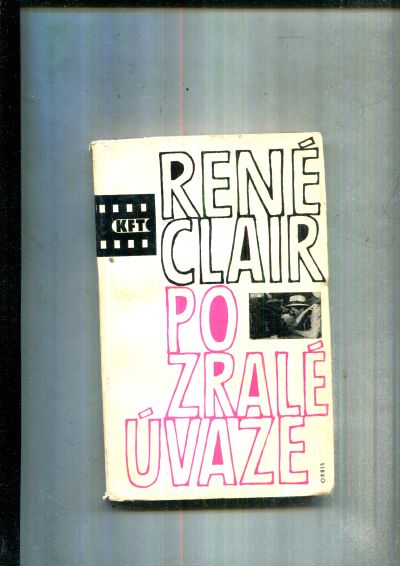 RENÉ
CLAIR
KFT
PO
ZRALÉ
ÚVAZE
ORBIS